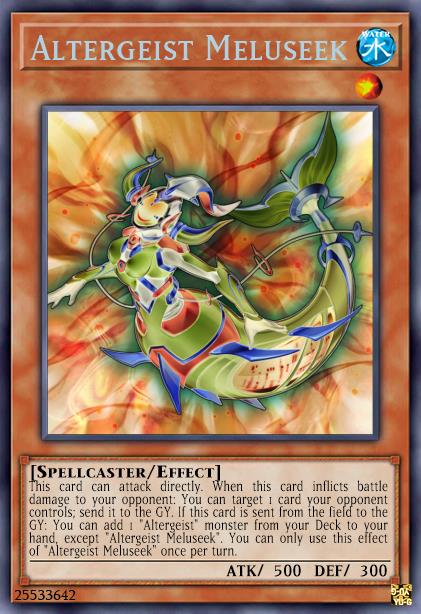 ALTERGEIST MELUSEEK
WATER
水
[SPELLCASTER/EFFECT]
This card can attack directly. When this card inflicts battle
damage to your opponent: You can target 1 card your opponent
controls; send it to the GY. If this card is sent from the field to the
GY: You can add 1 "Altergeist" monster from your Deck to your
hand, except "Altergeist Meluseek". You can only use this effect
of "Altergeist Meluseek" once per turn.
ATK/ 500 DEF/ 300
25533642